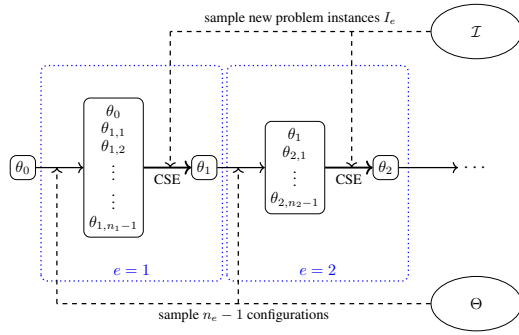 sample new problem instances I_e
𝓘
θ_0
θ_0
θ_{1,1}
θ_{1,2}
⋮
⋮
θ_{1,n_1−1}
CSE
θ_1
θ_1
θ_{2,1}
⋮
θ_{2,n_2−1}
CSE
θ_2
⋯
e = 1
e = 2
sample n_e − 1 configurations
Θ